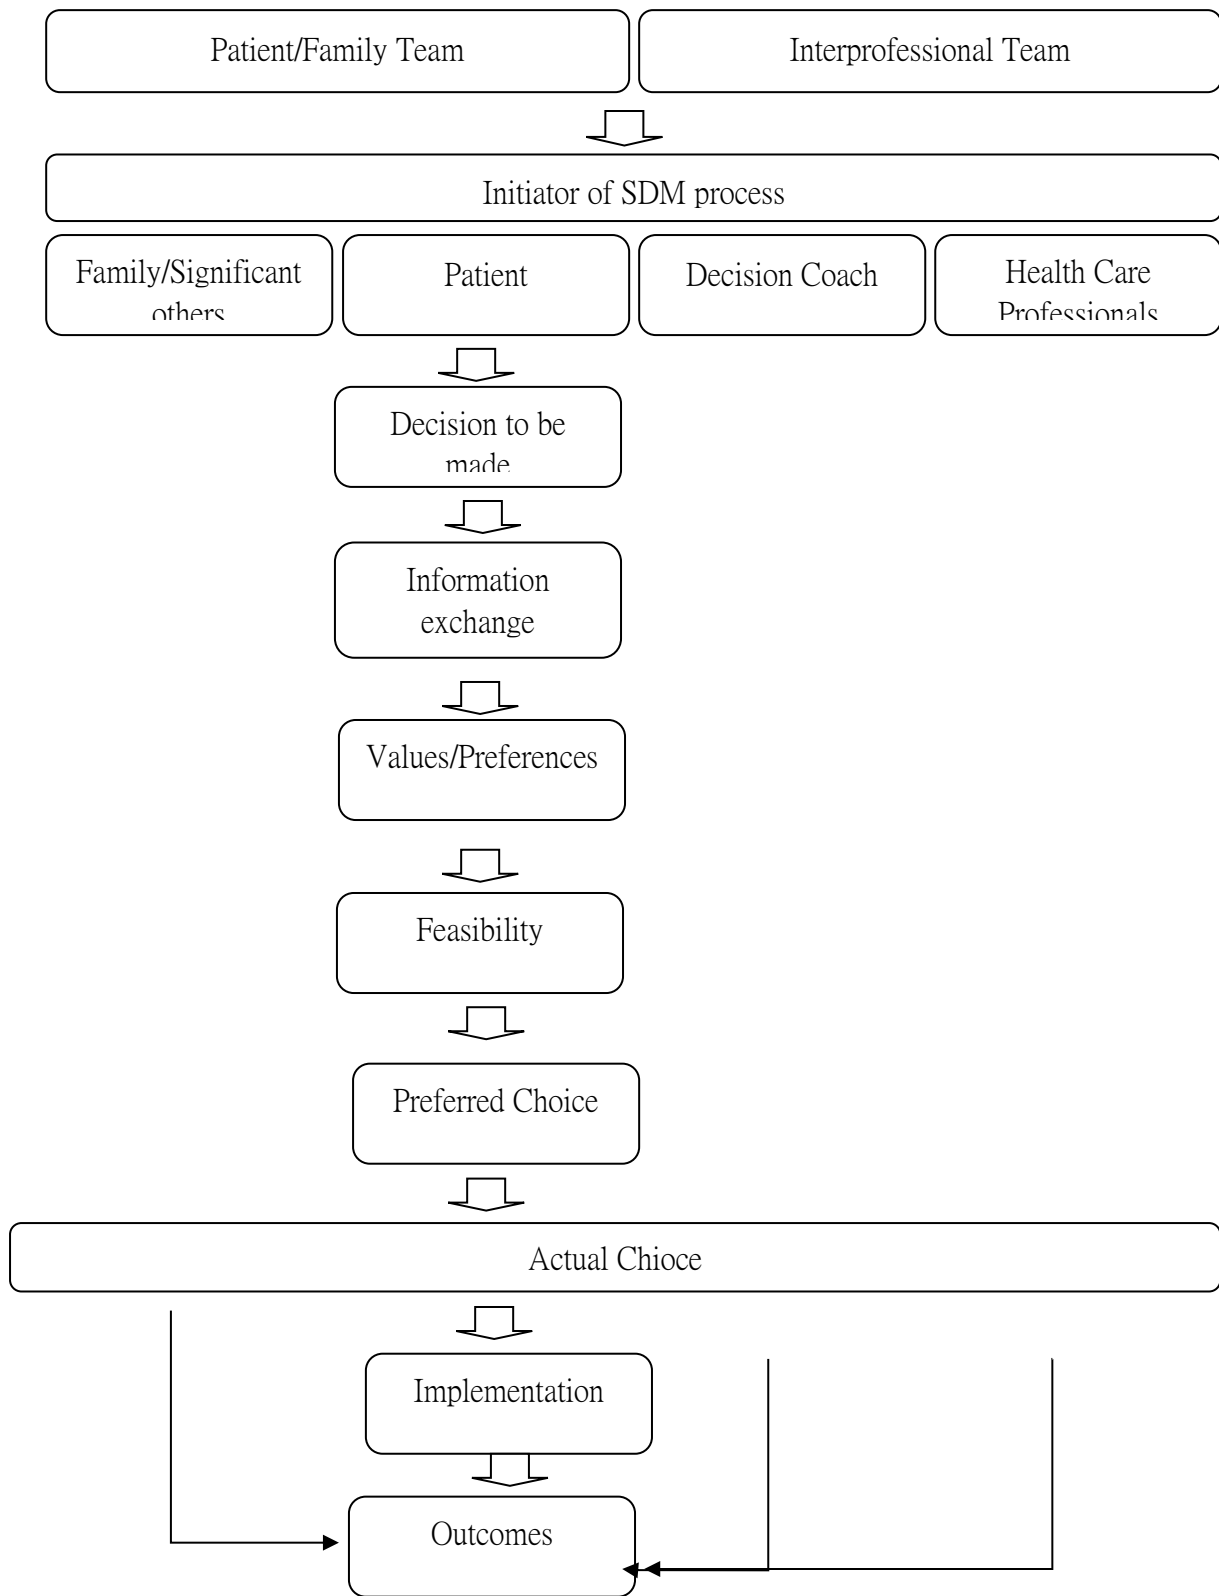 Patient/Family Team
Interprofessional Team
Initiator of SDM process
Family/Significant
others
Patient
Decision Coach
Health Care
Professionals
Decision to be
made
Information
exchange
Values/Preferences
Feasibility
Preferred Choice
Actual Chioce
Implementation
Outcomes